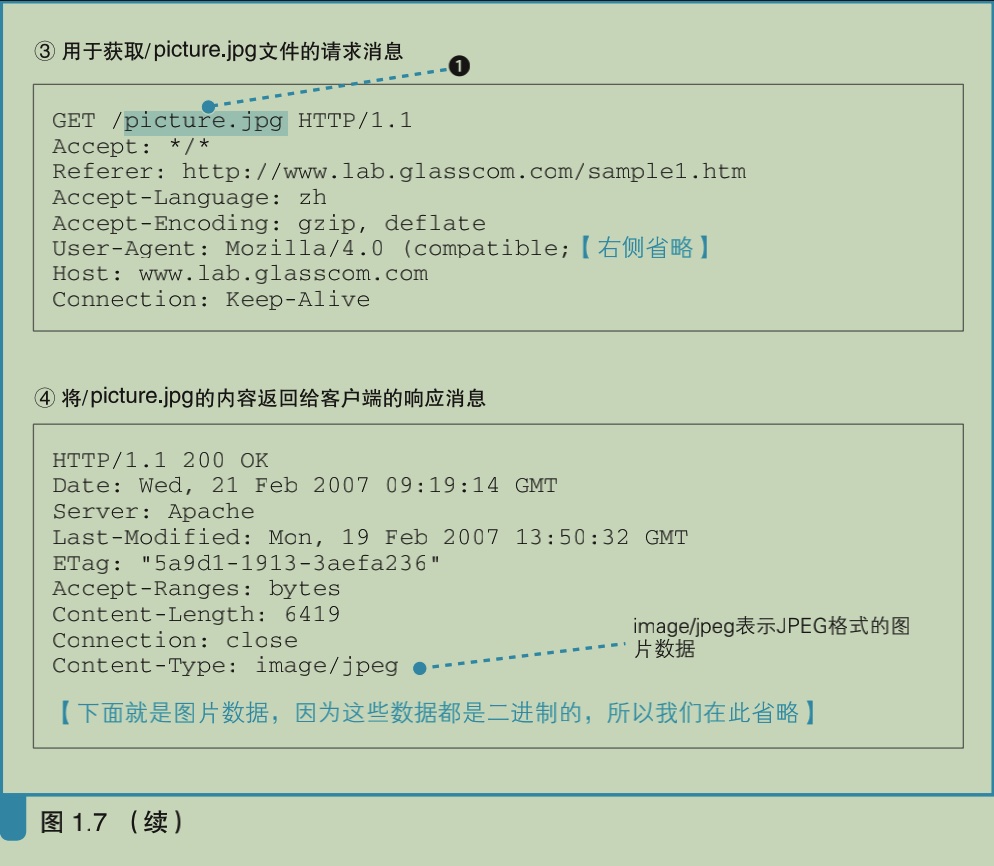 ③ 用于获取/picture.jpg文件的请求消息
❶
GET /picture.jpg HTTP/1.1
Accept: */*
Referer: http://www.lab.glasscom.com/sample1.htm
Accept-Language: zh
Accept-Encoding: gzip, deflate
User-Agent: Mozilla/4.0 (compatible;【右侧省略】
Host: www.lab.glasscom.com
Connection: Keep-Alive
④ 将/picture.jpg的内容返回给客户端的响应消息
HTTP/1.1 200 OK
Date: Wed, 21 Feb 2007 09:19:14 GMT
Server: Apache
Last-Modified: Mon, 19 Feb 2007 13:50:32 GMT
ETag: "5a9d1-1913-3aefa236"
Accept-Ranges: bytes
Content-Length: 6419
Connection: close
Content-Type: image/jpeg
image/jpeg表示JPEG格式的图
片数据
【下面就是图片数据，因为这些数据都是二进制的，所以我们在此省略】
图 1.7 （续）